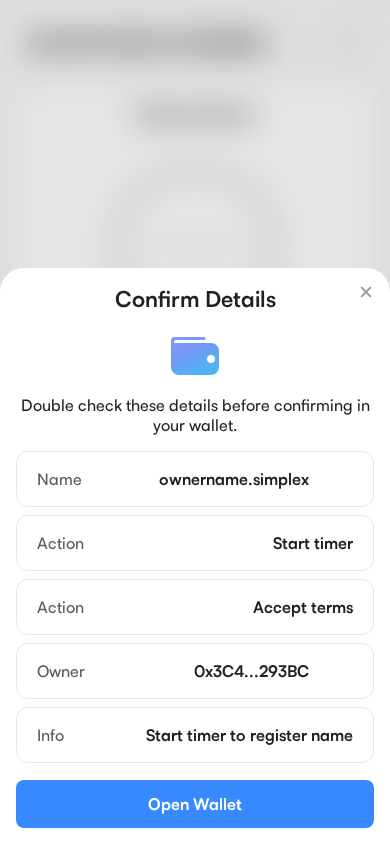 Confirm Details
Double check these details before confirming in
your wallet.
Name ownername.simplex
Action Start timer
Action Accept terms
Owner 0x3C4...293BC
Info Start timer to register name
Open Wallet